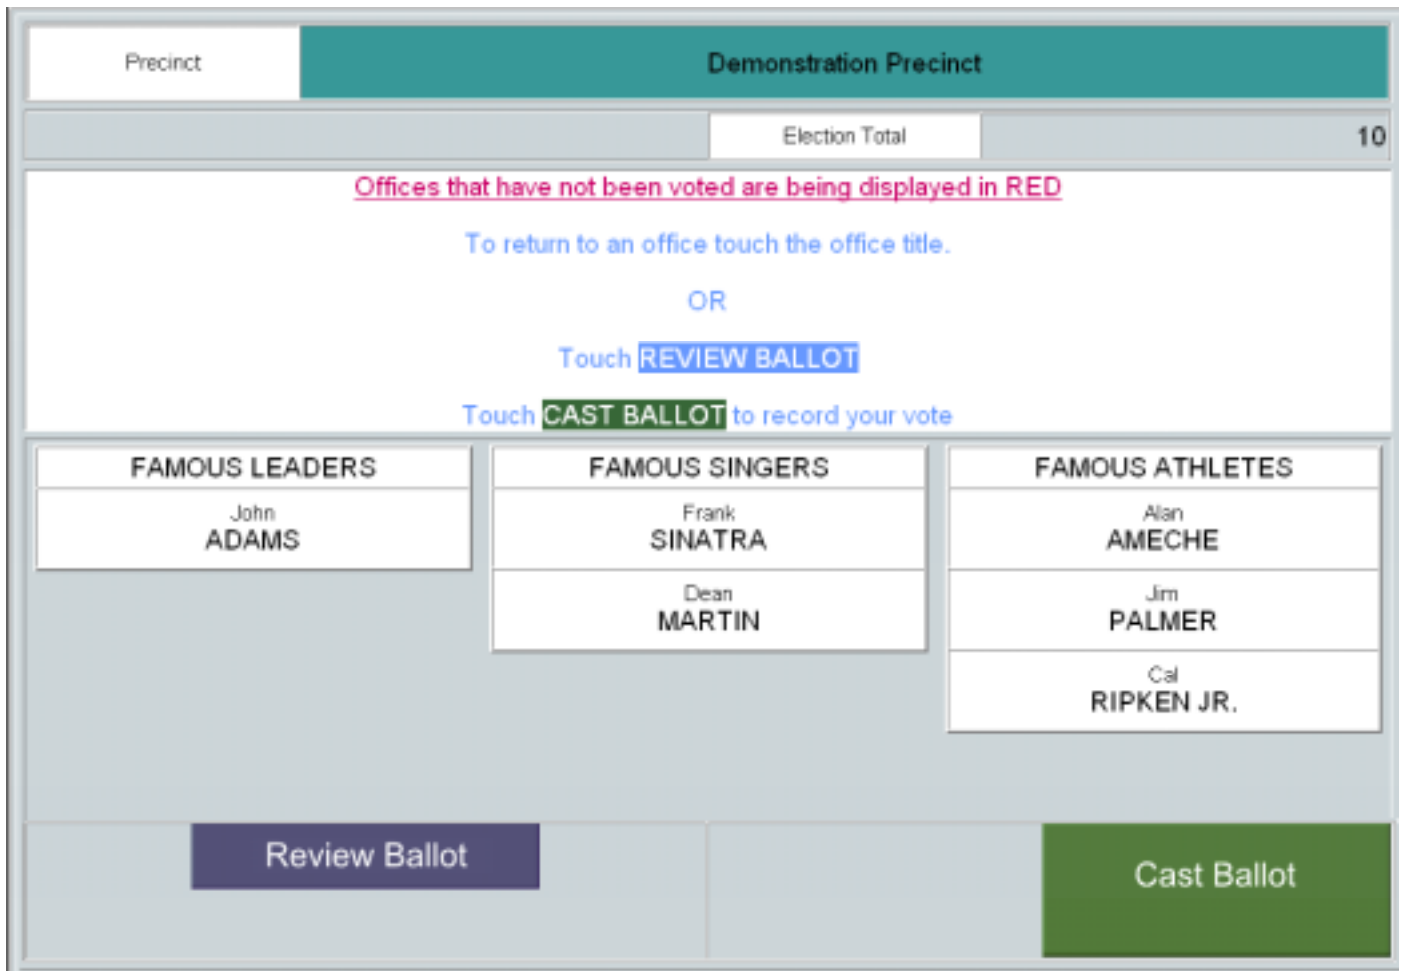 Precinct
Demonstration Precinct
Election Total
10
Offices that have not been voted are being displayed in RED
To return to an office touch the office title.
OR
Touch REVIEW BALLOT
Touch CAST BALLOT to record your vote
FAMOUS LEADERS
John
ADAMS
FAMOUS SINGERS
Frank
SINATRA
Dean
MARTIN
FAMOUS ATHLETES
Alan
AMECHE
Jim
PALMER
Cal
RIPKEN JR.
Review Ballot
Cast Ballot